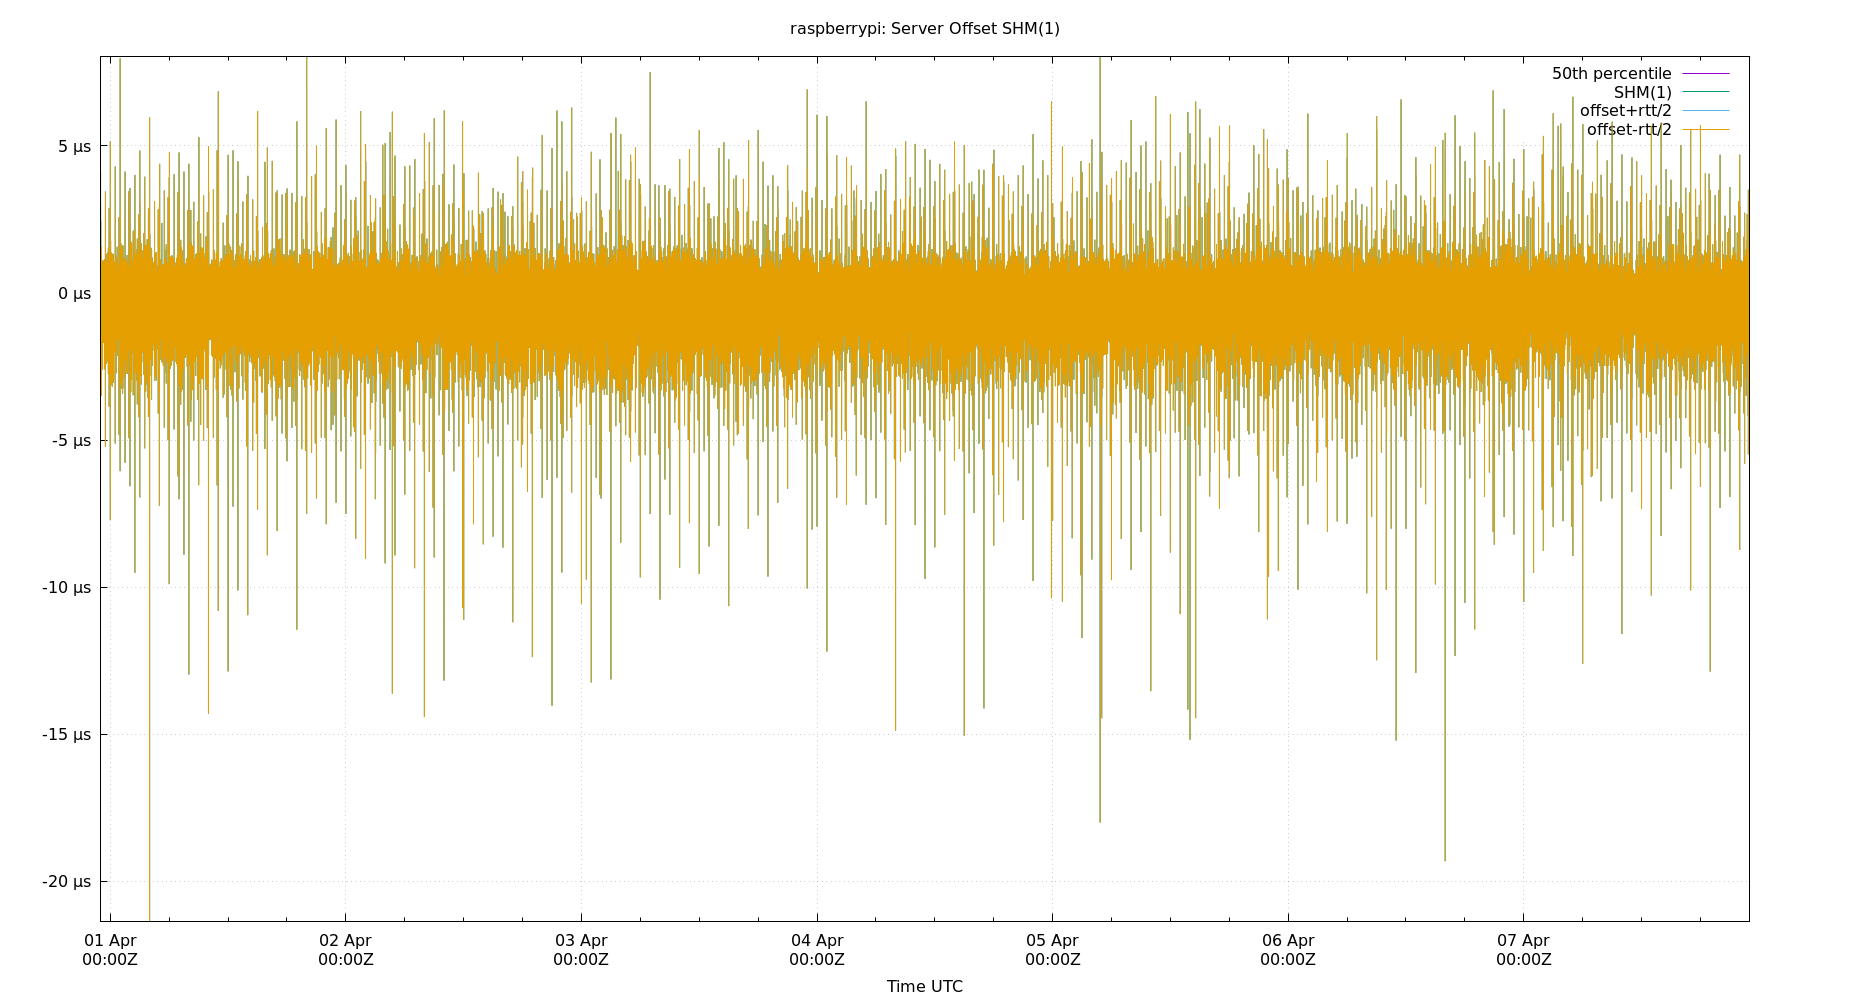 raspberrypi: Server Offset SHM(1)
50th percentile
SHM(1)
offset+rtt/2
offset-rtt/2
5 µs
0 µs
-5 µs
-10 µs
-15 µs
-20 µs
01 Apr 02 Apr 03 Apr 04 Apr 05 Apr 06 Apr 07 Apr
00:00Z 00:00Z 00:00Z 00:00Z 00:00Z 00:00Z 00:00Z
Time UTC